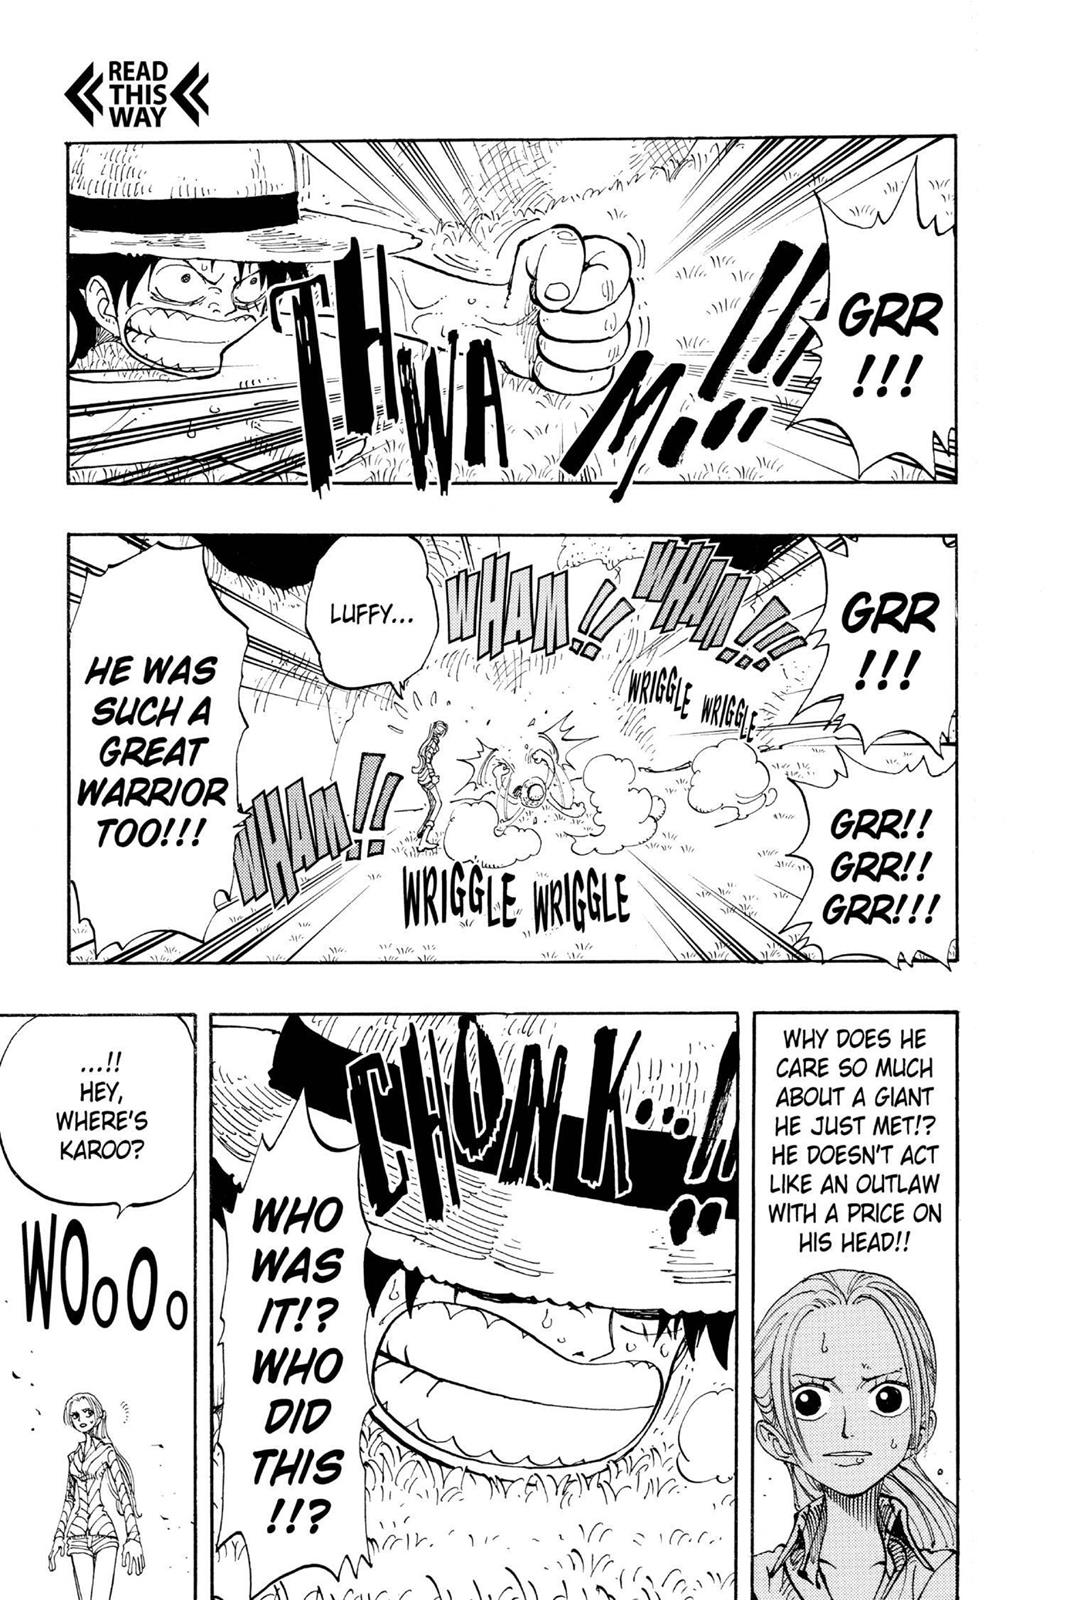 READ
THIS
WAY
GRR
!!!
THWAM!!!
GRR
!!!
WHAM!!!
WRIGGLE WRIGGLE
GRR!!
GRR!!
GRR!!!
WHAM!!
LUFFY...
HE WAS
SUCH A
GREAT
WARRIOR
TOO!!!
WHAM!!
WRIGGLE WRIGGLE
WHY DOES HE
CARE SO MUCH
ABOUT A GIANT
HE JUST MET!?
HE DOESN'T ACT
LIKE AN OUTLAW
WITH A PRICE ON
HIS HEAD!!
CHONK...!!
WHO
WAS
IT!?
WHO
DID
THIS
!!?
...!!
HEY,
WHERE'S
KAROO?
WOOOO